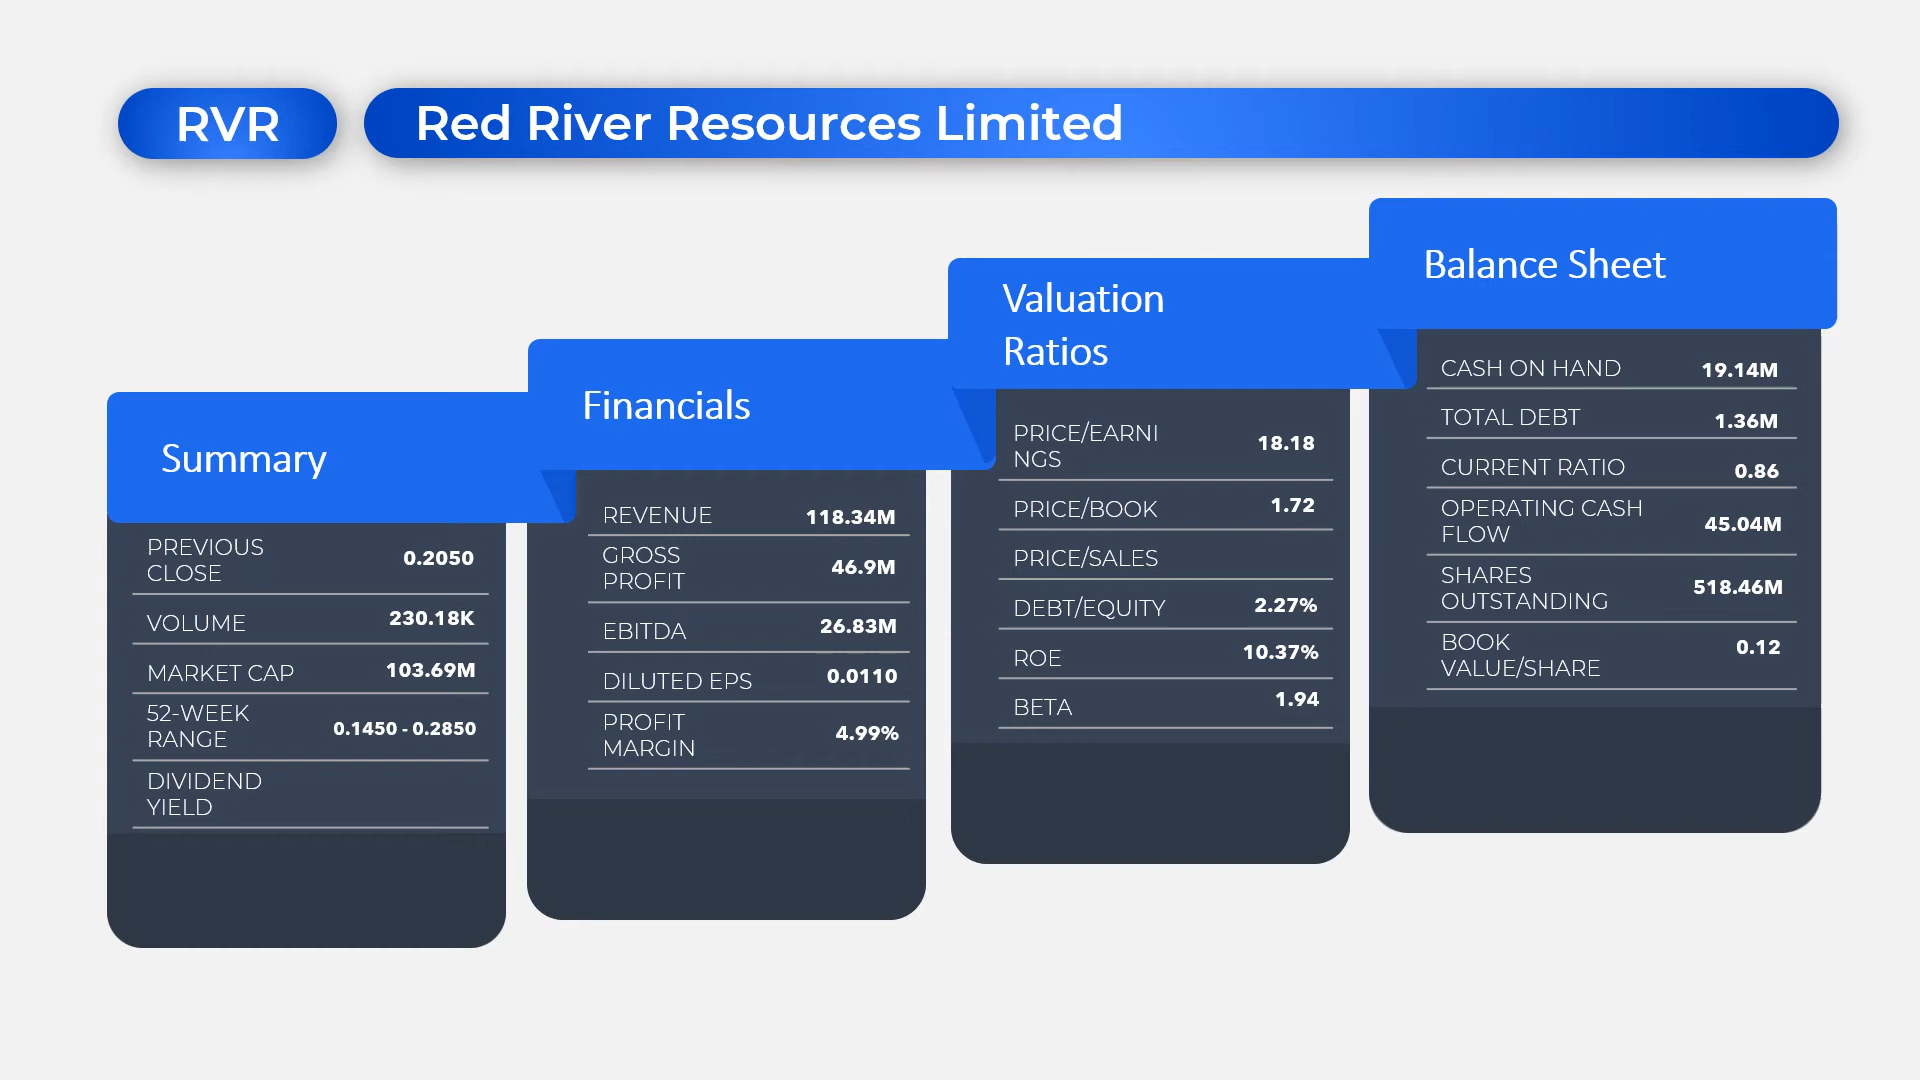 RVR
Red River Resources Limited
Summary
PREVIOUS
CLOSE
0.2050
VOLUME
230.18K
MARKET CAP
103.69M
52-WEEK
RANGE
0.1450 - 0.2850
DIVIDEND
YIELD
Financials
REVENUE
118.34M
GROSS
PROFIT
46.9M
EBITDA
26.83M
DILUTED EPS
0.0110
PROFIT
MARGIN
4.99%
Valuation
Ratios
PRICE/EARNI
NGS
18.18
PRICE/BOOK
1.72
PRICE/SALES
DEBT/EQUITY
2.27%
ROE
10.37%
BETA
1.94
Balance Sheet
CASH ON HAND
19.14M
TOTAL DEBT
1.36M
CURRENT RATIO
0.86
OPERATING CASH
FLOW
45.04M
SHARES
OUTSTANDING
518.46M
BOOK
VALUE/SHARE
0.12